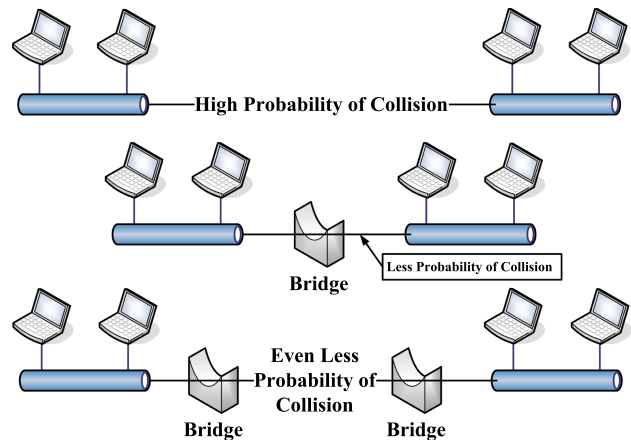 High Probability of Collision
Less Probability of Collision
Bridge
Even Less
Probability of
Collision
Bridge
Bridge